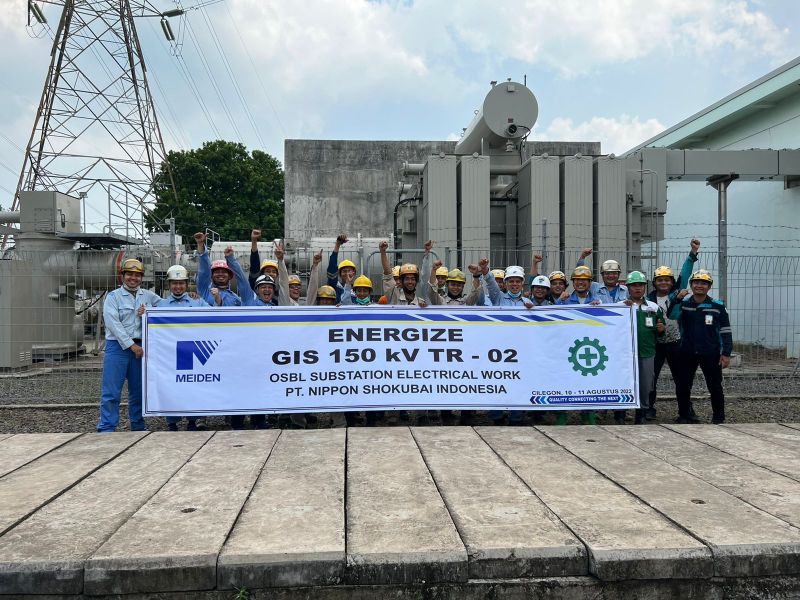 ENERGIZE
GIS 150 kV TR - 02
OSBL SUBSTATION ELECTRICAL WORK
PT. NIPPON SHOKUBAI INDONESIA
MEIDEN
CILEGON, 10 - 11 AGUSTUS 2022
QUALITY CONNECTING THE NEXT